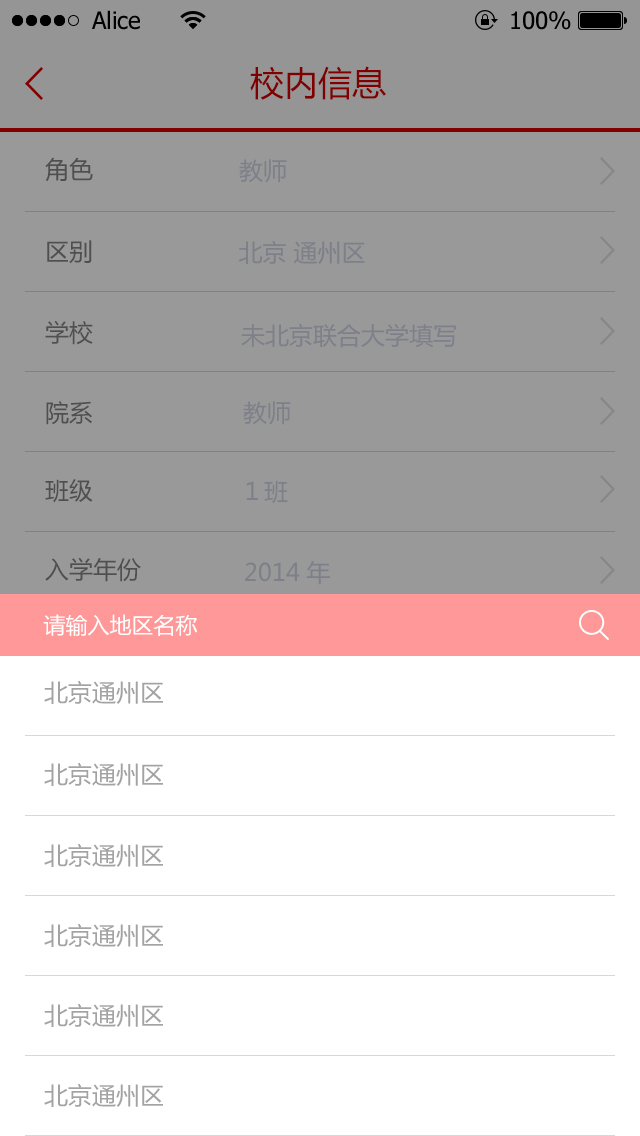 Alice 100%
校内信息
角色 教师
区别 北京 通州区
学校 未北京联合大学填写
院系 教师
班级 1 班
入学年份 2014 年
请输入地区名称
北京通州区
北京通州区
北京通州区
北京通州区
北京通州区
北京通州区